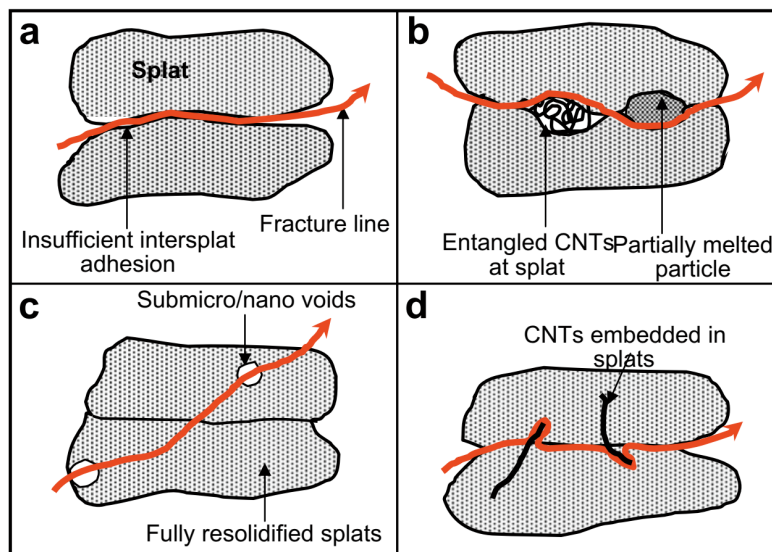 a
Splat
Insufficient intersplat
adhesion
Fracture line
b
Entangled CNTs
at splat
Partially melted
particle
c
Submicro/nano voids
Fully resolidified splats
d
CNTs embedded in
splats